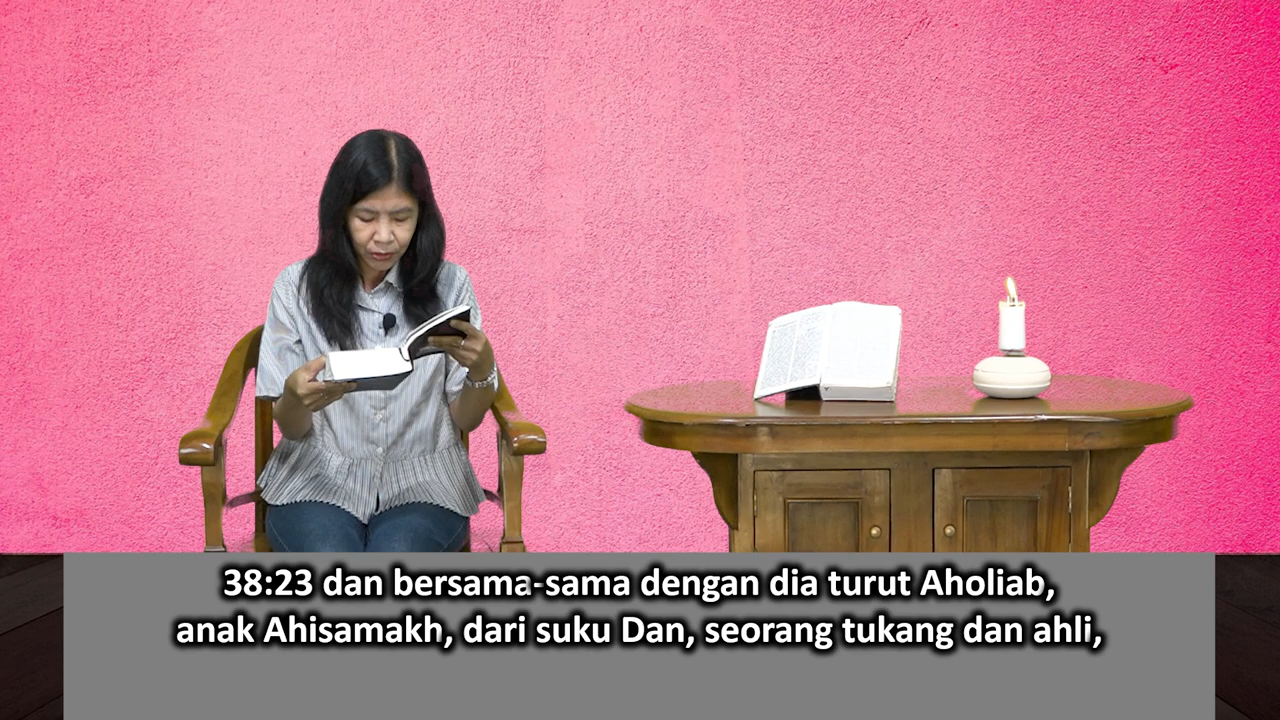 38:23 dan bersama-sama dengan dia turut Aholiab,
anak Ahisamakh, dari suku Dan, seorang tukang dan ahli,